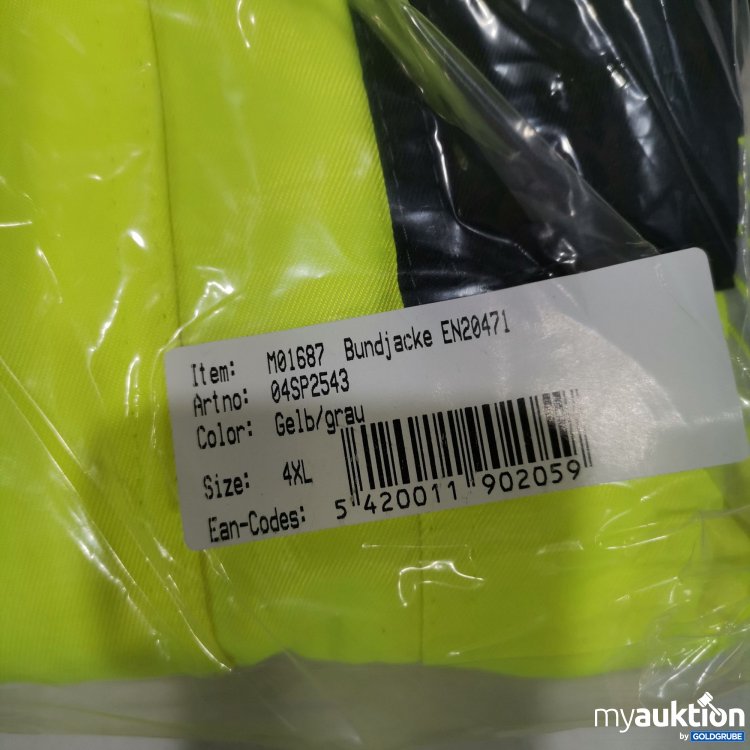 Item: M01687 Bundjacke EN20471
Artno: 04SP2543
Color: Gelb/grau
Size: 4XL
Ean-Codes: 5 420011 902059
myauktion
by GOLDGRUBE